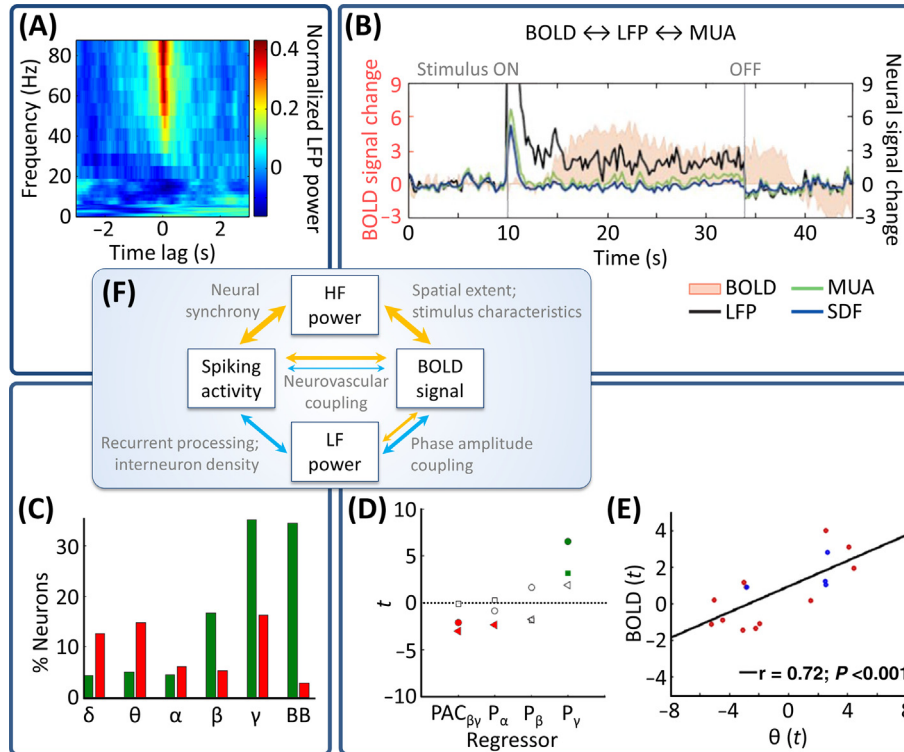 (A)
Frequency (Hz)
80
60
40
20
0
−2
0
2
Time lag (s)
0.4
0.2
0
Normalized LFP power
(B)
BOLD ↔ LFP ↔ MUA
Stimulus ON
OFF
BOLD signal change
9
6
3
0
−3
9
6
3
0
−3
Neural signal change
0
10
20
30
40
Time (s)
BOLD
MUA
LFP
SDF
(F)
Neural
synchrony
HF
power
Spatial extent;
stimulus characteristics
Spiking
activity
Neurovascular
coupling
BOLD
signal
Recurrent processing;
interneuron density
LF
power
Phase amplitude
coupling
(C)
% Neurons
30
20
10
0
δ θ α β γ BB
(D)
t
10
5
0
−5
−10
PACβγ Pα Pβ Pγ
Regressor
(E)
BOLD (t)
4
2
0
−2
−4
r = 0.72; P <0.001
−8 −4 0 4 8
θ (t)